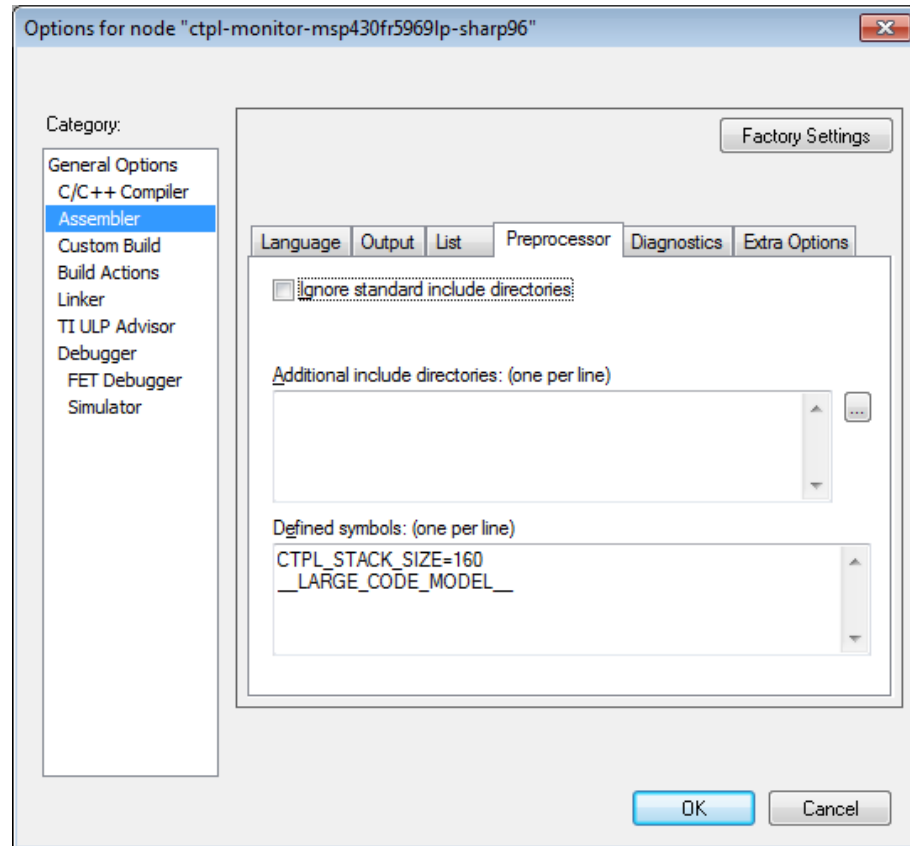 Options for node "ctpl-monitor-msp430fr5969lp-sharp96"
Category:
Factory Settings
General Options
C/C++ Compiler
Assembler
Custom Build
Build Actions
Linker
TI ULP Advisor
Debugger
FET Debugger
Simulator
Language Output List Preprocessor Diagnostics Extra Options
Ignore standard include directories
Additional include directories: (one per line)
...
Defined symbols: (one per line)
CTPL_STACK_SIZE=160
__LARGE_CODE_MODEL__
OK Cancel